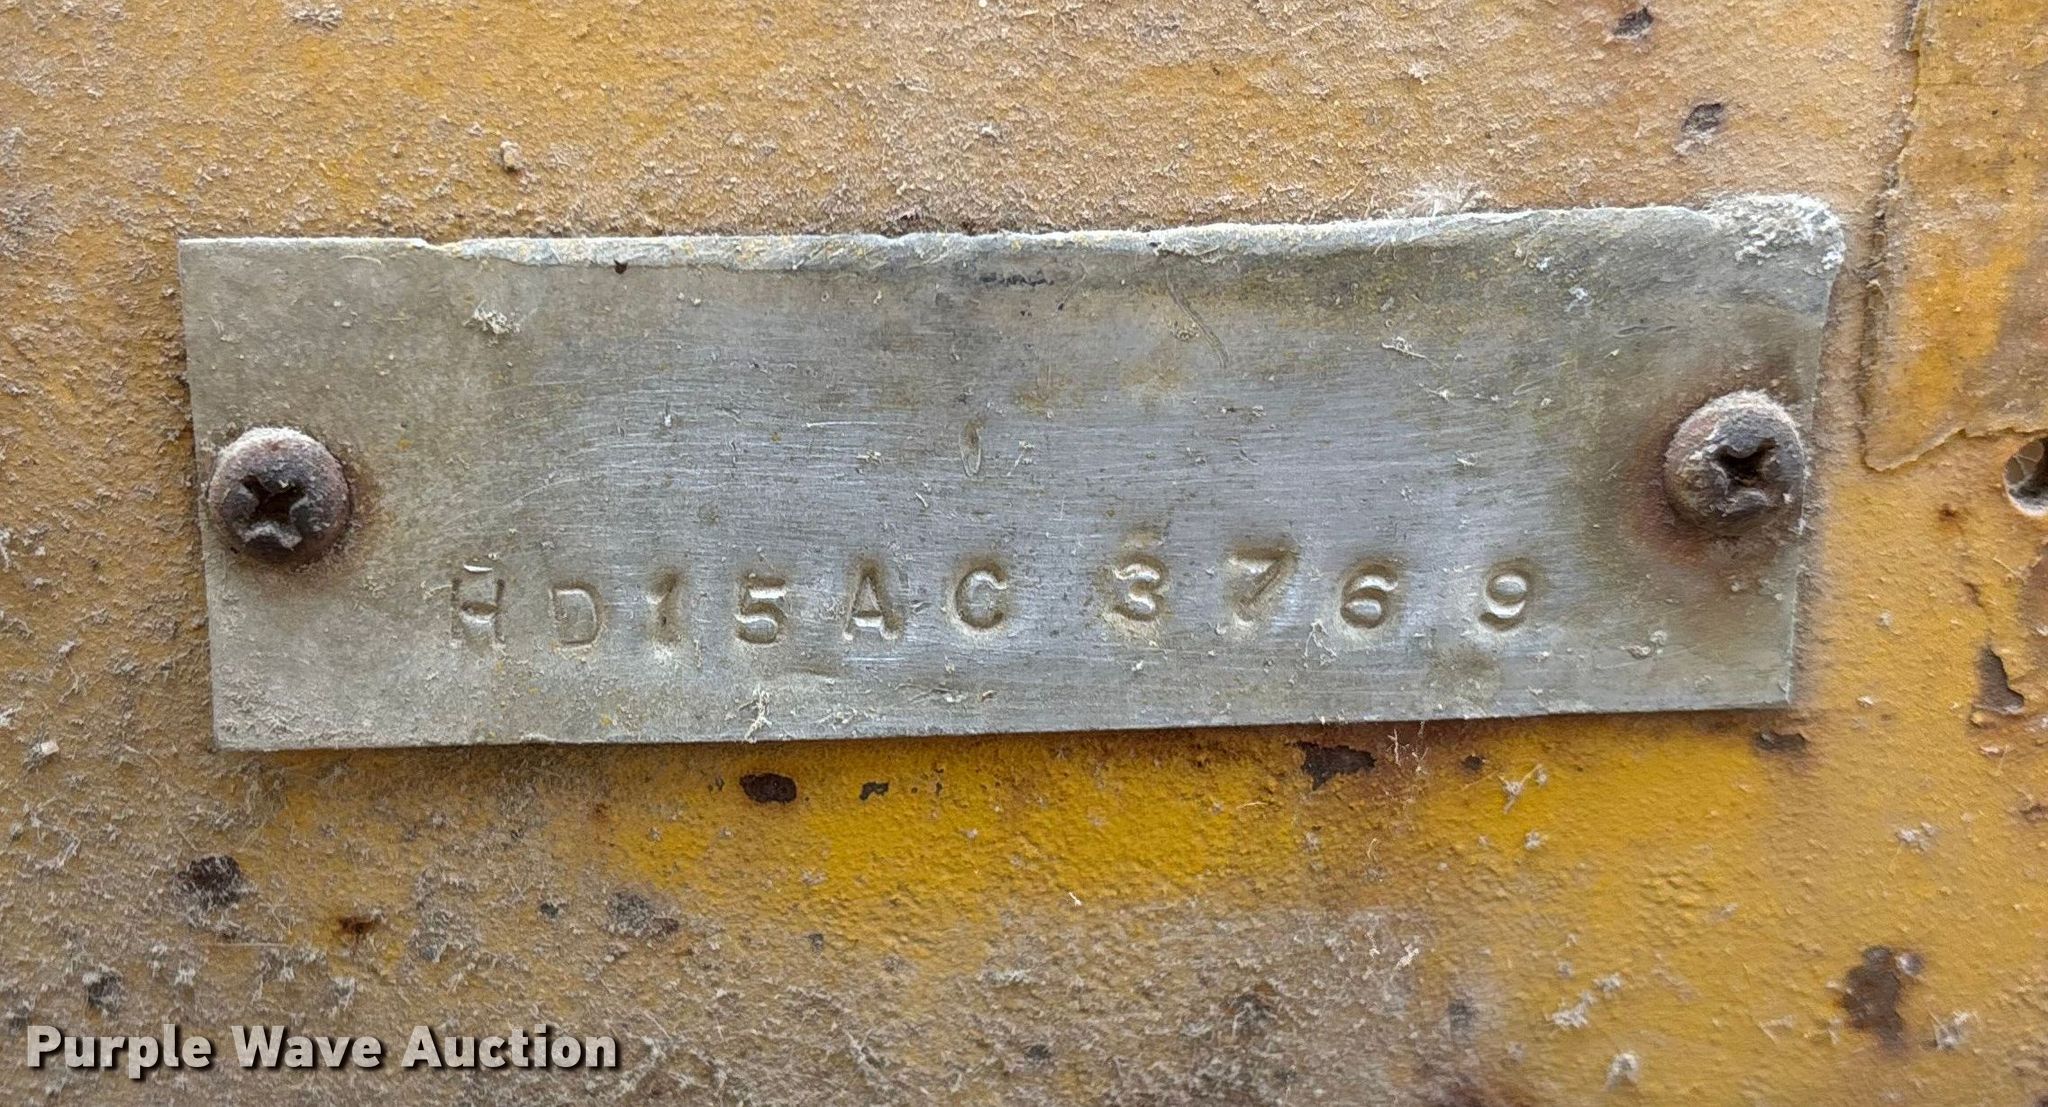 HD15AC 3769
Purple Wave Auction